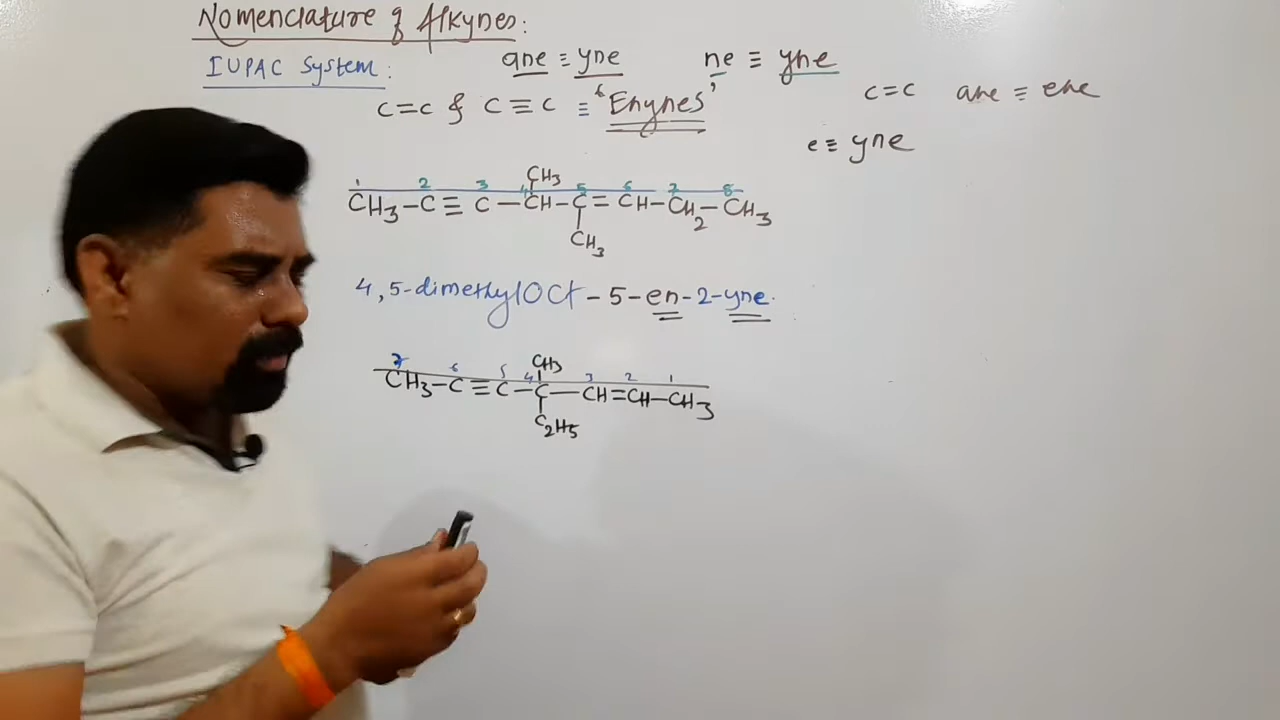 Nomenclature of Alkynes:
IUPAC System:
ane ≡ yne
ne ≡ yne
C=C & C≡C ≡ "Enynes"
C=C ane ≡ ene
e ≡ yne
CH3
1 2 3 4 5 6 7 8
CH3-C≡C-CH-C=CH-CH2-CH3
CH3
4,5-dimethylOct-5-en-2-yne.
CH3
7 6 5 4 3 2 1
CH3-C≡C-C-CH=CH-CH3
C2H5